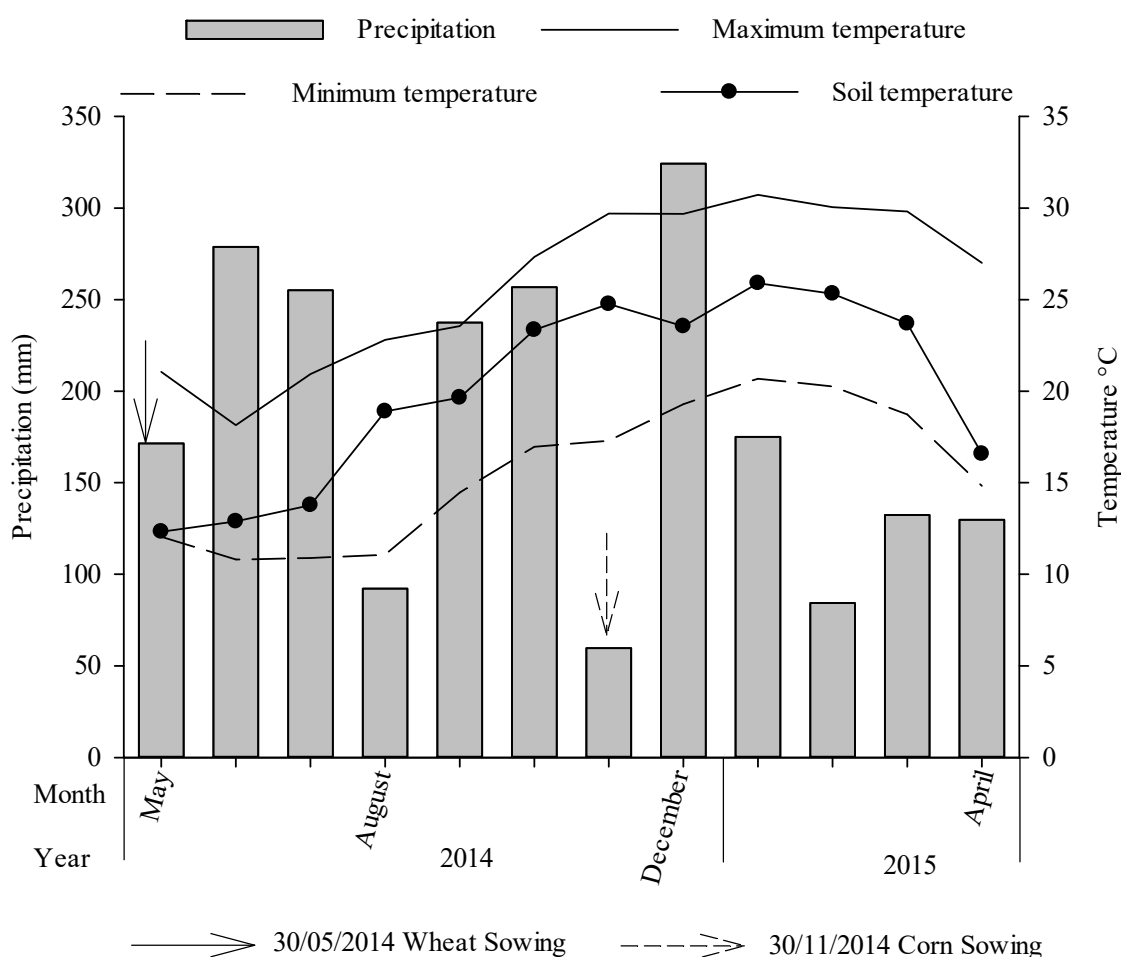 Precipitation Maximum temperature
Minimum temperature Soil temperature
350 35
300 30
250 25
200 20
150 15
100 10
50 5
0 0
Precipitation (mm)
Temperature °C
Month May August December April
Year 2014 2015
30/05/2014 Wheat Sowing 30/11/2014 Corn Sowing